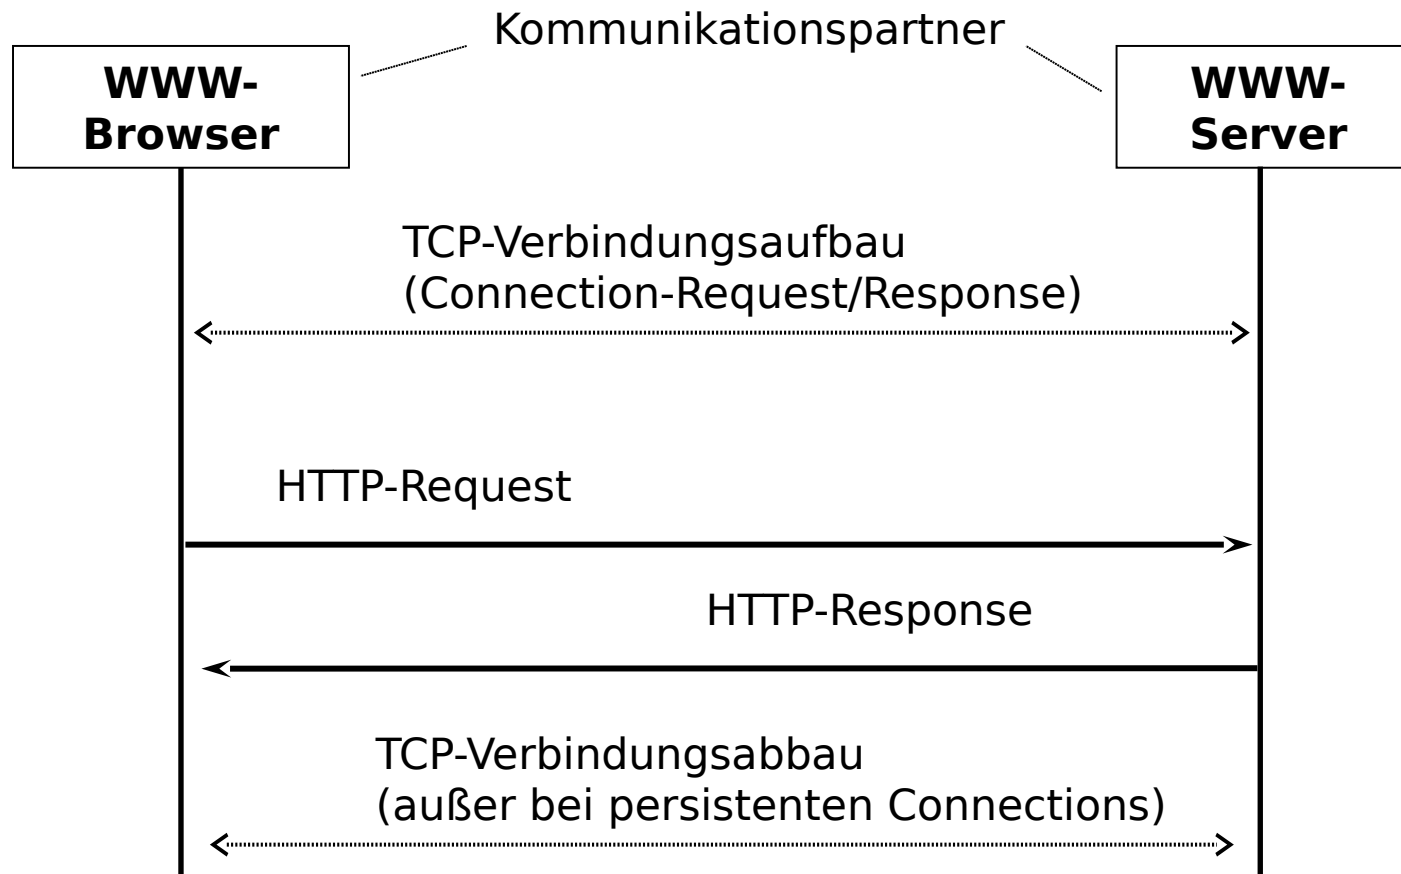 Kommunikationspartner
WWW-
Browser
WWW-
Server
TCP-Verbindungsaufbau
(Connection-Request/Response)
HTTP-Request
HTTP-Response
TCP-Verbindungsabbau
(außer bei persistenten Connections)